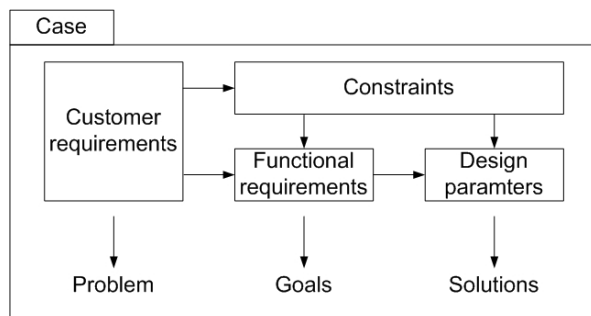 Case
Customer
requirements
Constraints
Functional
requirements
Design
paramters
Problem
Goals
Solutions